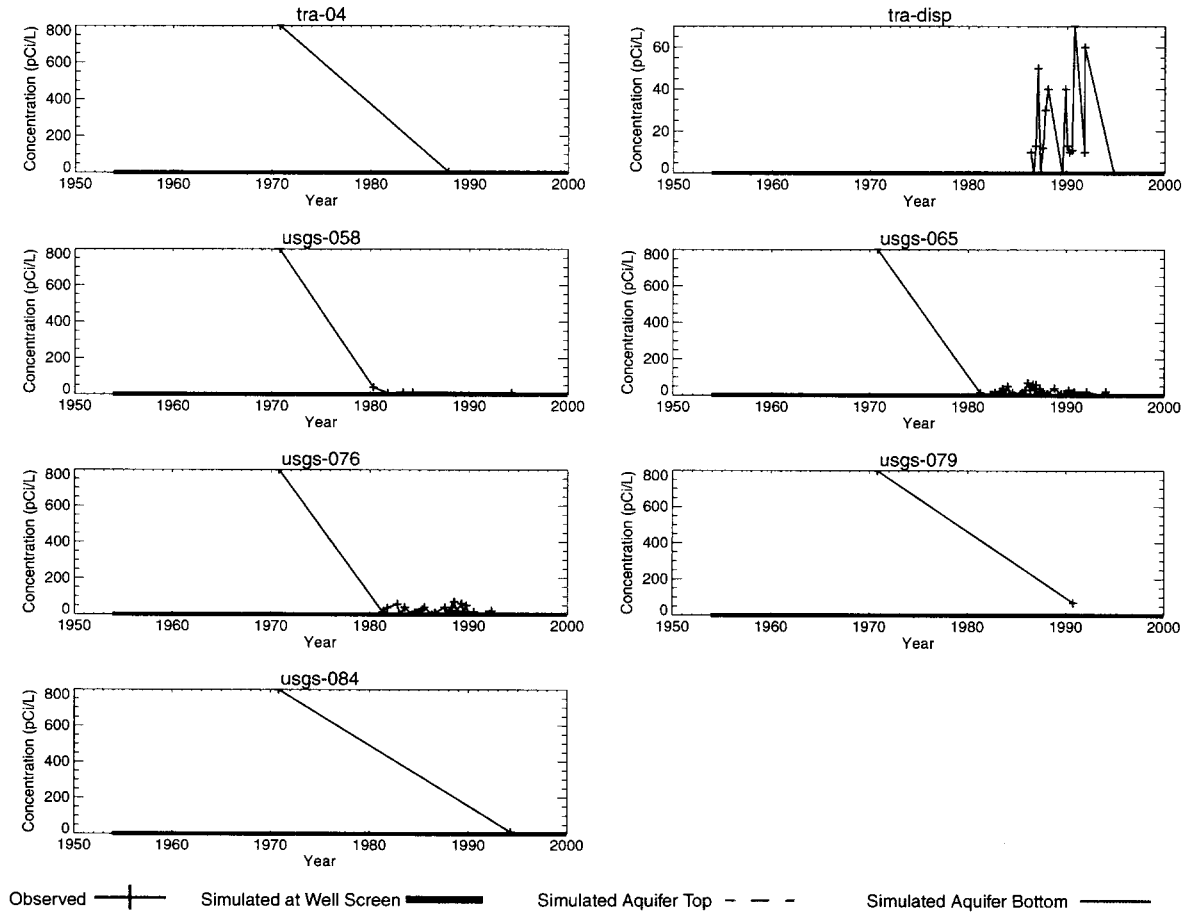 tra-04
Concentration (pCi/L)
800
600
400
200
0
1950 1960 1970 1980 1990 2000
Year
tra-disp
Concentration (pCi/L)
60
40
20
0
1950 1960 1970 1980 1990 2000
Year
usgs-058
Concentration (pCi/L)
800
600
400
200
0
1950 1960 1970 1980 1990 2000
Year
usgs-065
Concentration (pCi/L)
800
600
400
200
0
1950 1960 1970 1980 1990 2000
Year
usgs-076
Concentration (pCi/L)
800
600
400
200
0
1950 1960 1970 1980 1990 2000
Year
usgs-079
Concentration (pCi/L)
800
600
400
200
0
1950 1960 1970 1980 1990 2000
Year
usgs-084
Concentration (pCi/L)
800
600
400
200
0
1950 1960 1970 1980 1990 2000
Year
Observed Simulated at Well Screen Simulated Aquifer Top Simulated Aquifer Bottom